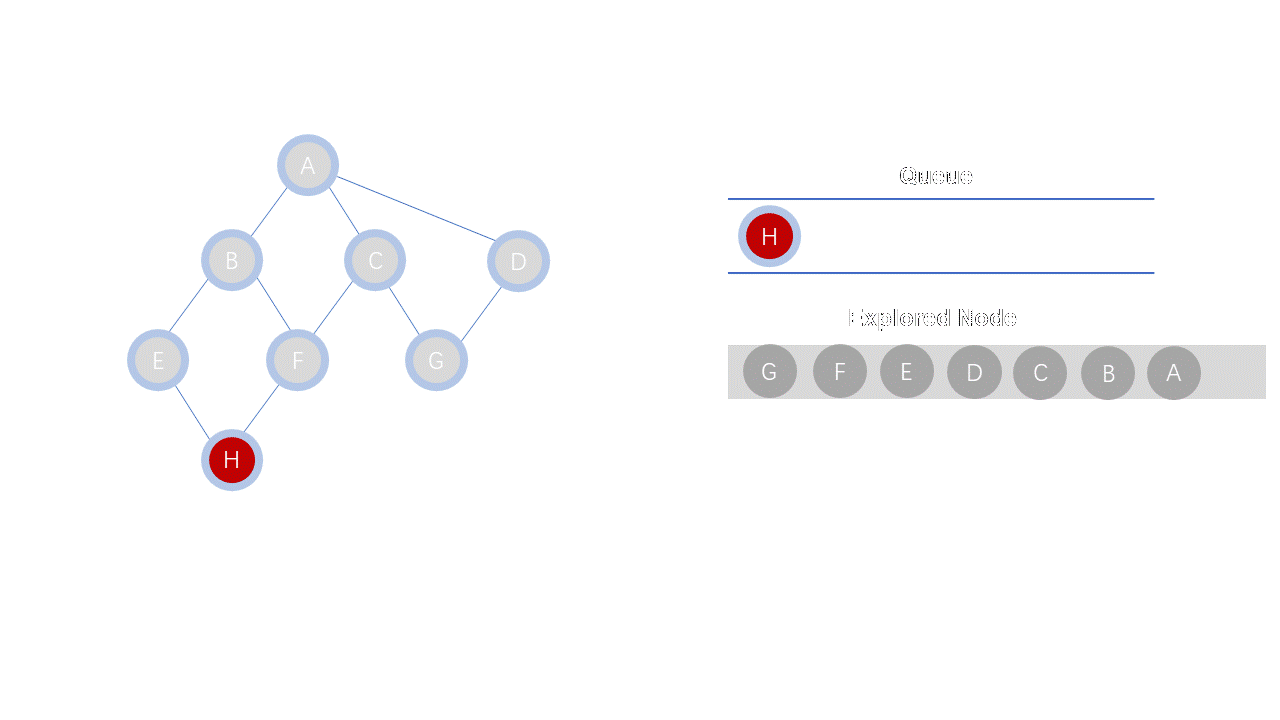 A
B C D
E F G
H
Queue
H
Explored Node
G F E D C B A